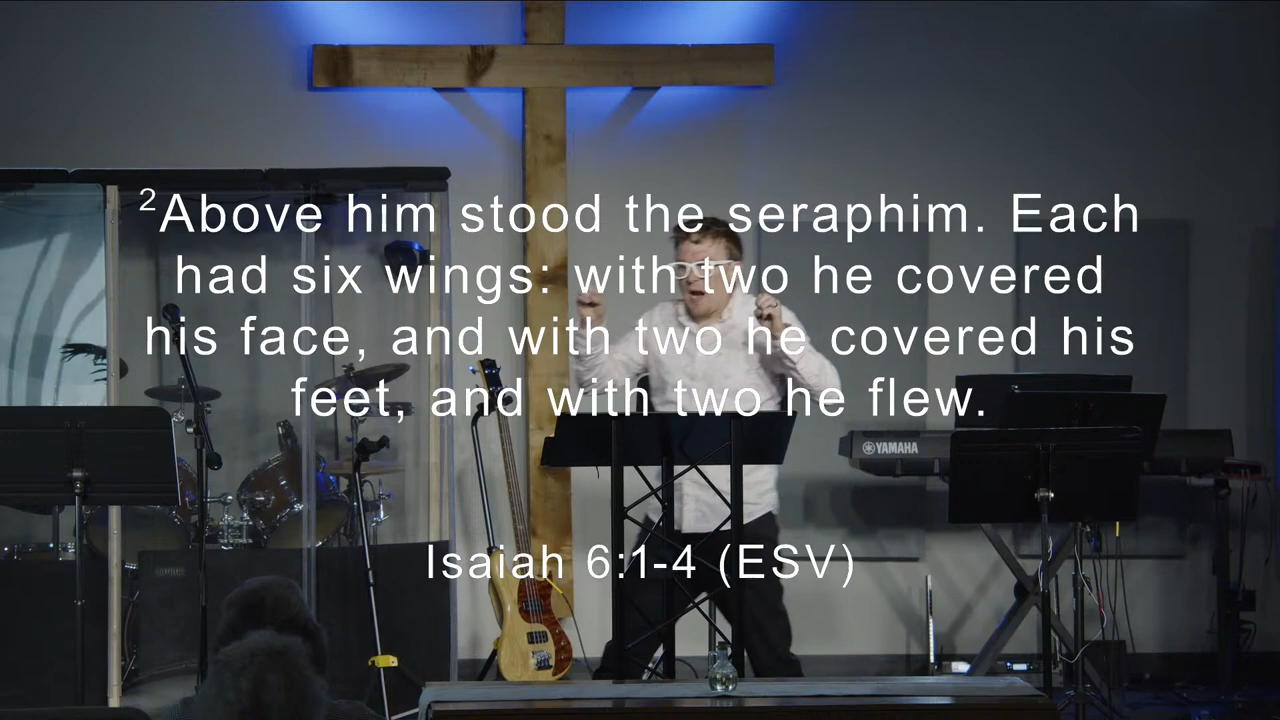 ²Above him stood the seraphim. Each
had six wings: with two he covered
his face, and with two he covered his
feet, and with two he flew.
YAMAHA
Isaiah 6:1-4 (ESV)